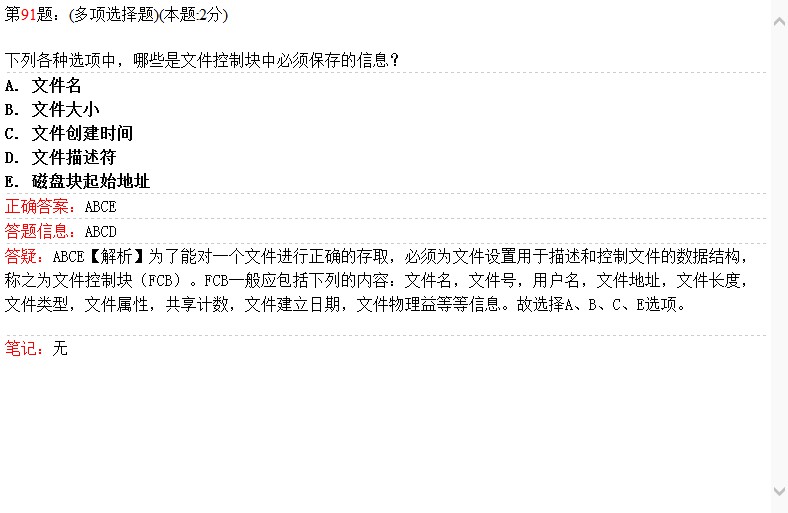 第91题：(多项选择题)(本题:2分)
下列各种选项中，哪些是文件控制块中必须保存的信息？
A. 文件名
B. 文件大小
C. 文件创建时间
D. 文件描述符
E. 磁盘块起始地址
正确答案：ABCE
答题信息：ABCD
答疑：ABCE【解析】为了能对一个文件进行正确的存取，必须为文件设置用于描述和控制文件的数据结构，
称之为文件控制块（FCB）。FCB一般应包括下列的内容：文件名，文件号，用户名，文件地址，文件长度，
文件类型，文件属性，共享计数，文件建立日期，文件物理益等等信息。故选择A、B、C、E选项。
笔记：无